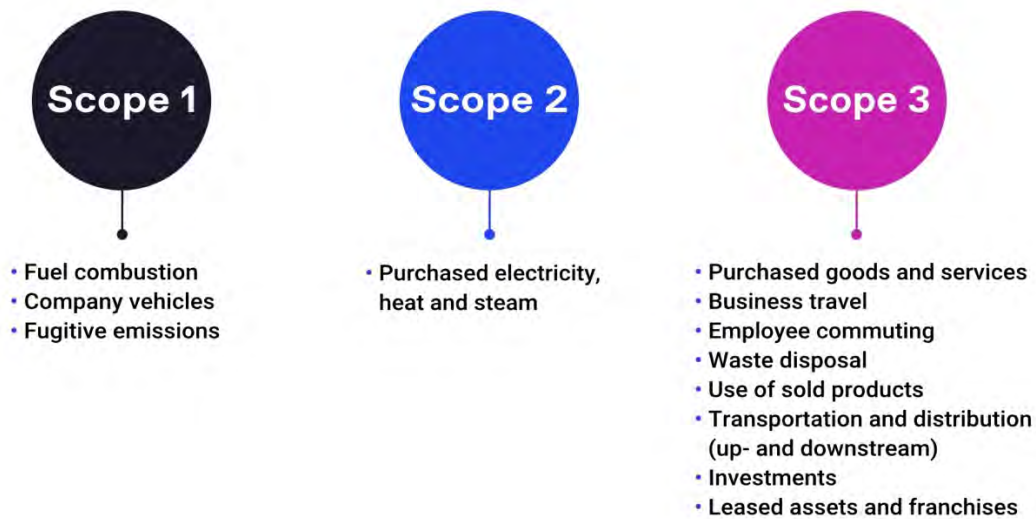 Scope 1
Scope 2
Scope 3
• Fuel combustion
• Company vehicles
• Fugitive emissions
• Purchased electricity,
heat and steam
• Purchased goods and services
• Business travel
• Employee commuting
• Waste disposal
• Use of sold products
• Transportation and distribution
(up- and downstream)
• Investments
• Leased assets and franchises